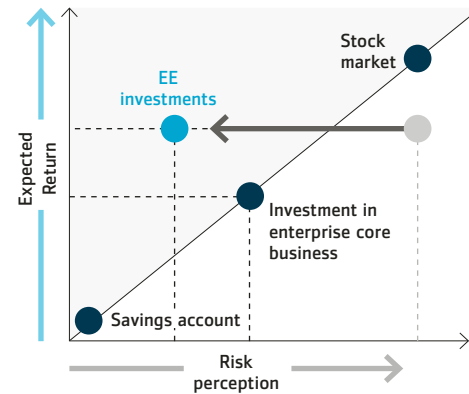 Stock
market
EE
investments
Expected
Return
Investment in
enterprise core
business
Savings account
Risk
perception